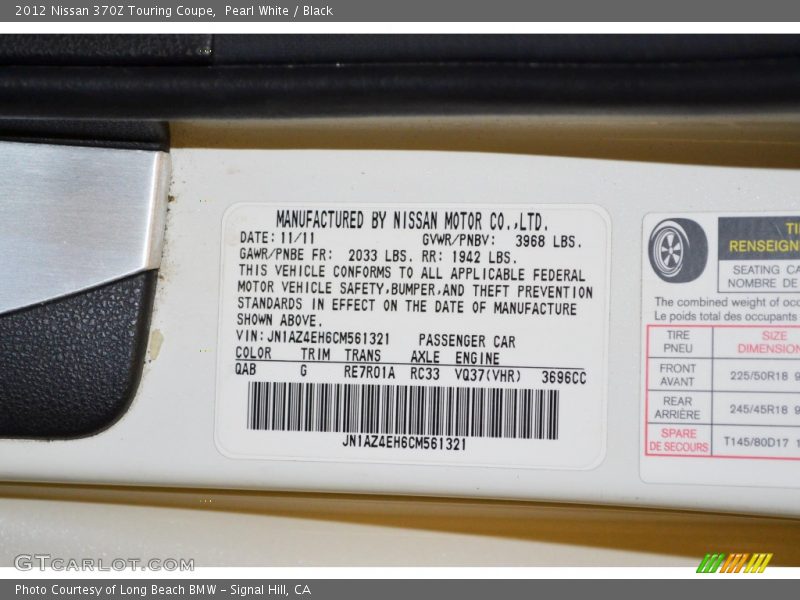 2012 Nissan 370Z Touring Coupe, Pearl White / Black
MANUFACTURED BY NISSAN MOTOR CO.,LTD.
DATE: 11/11 GVWR/PNBV: 3968 LBS.
GAWR/PNBE FR: 2033 LBS. RR: 1942 LBS.
THIS VEHICLE CONFORMS TO ALL APPLICABLE FEDERAL
MOTOR VEHICLE SAFETY,BUMPER,AND THEFT PREVENTION
STANDARDS IN EFFECT ON THE DATE OF MANUFACTURE
SHOWN ABOVE.
VIN: JN1AZ4EH6CM561321 PASSENGER CAR
COLOR TRIM TRANS AXLE ENGINE
QAB G RE7R01A RC33 VQ37(VHR) 3696CC
JN1AZ4EH6CM561321
RENSEIGN
SEATING CA
NOMBRE DE
The combined weight of occ
Le poids total des occupants
TIRE SIZE
PNEU DIMENSION
FRONT
AVANT
225/50R18 9
REAR
ARRIÈRE
245/45R18 9
SPARE
DE SECOURS
T145/80D17 1
GTCarLot.com
Photo Courtesy of Long Beach BMW - Signal Hill, CA